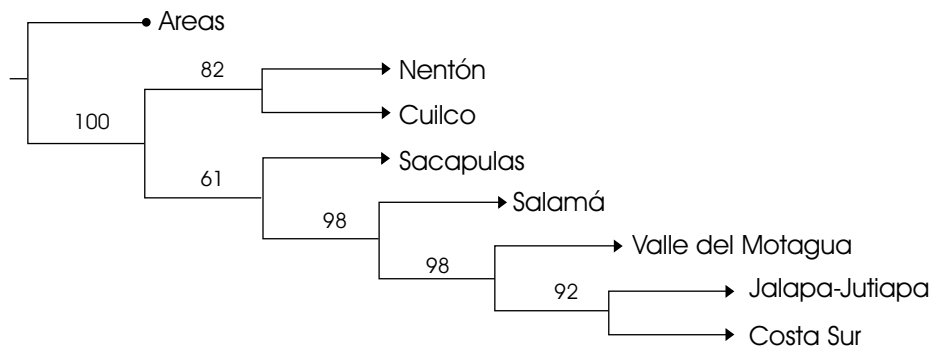 Areas
82
Nentón
100
Cuilco
Sacapulas
61
Salamá
98
Valle del Motagua
98
Jalapa-Jutiapa
92
Costa Sur